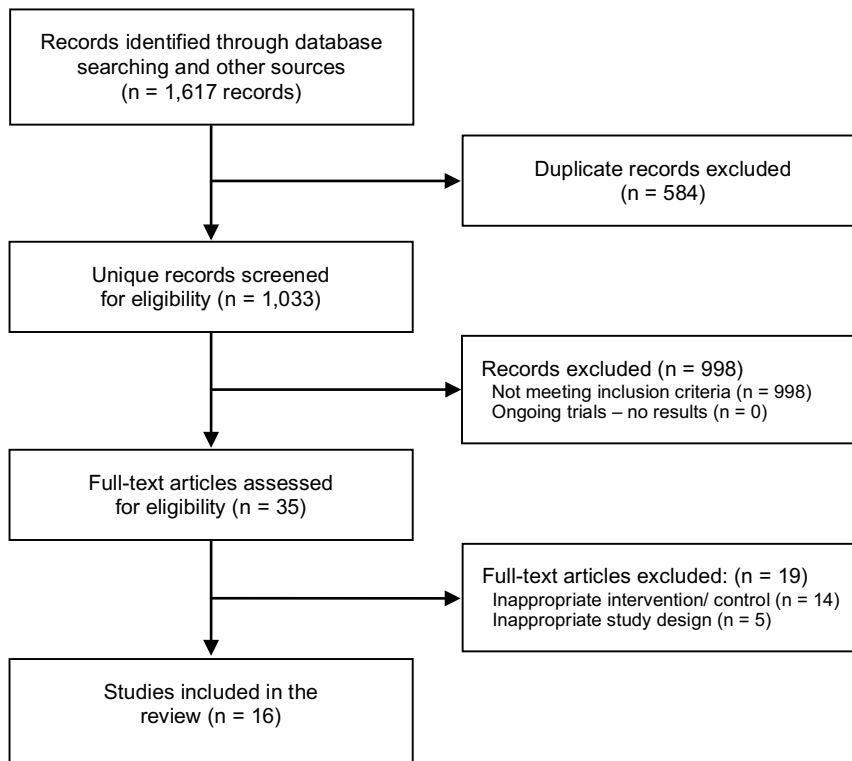 Records identified through database
searching and other sources
(n = 1,617 records)
Duplicate records excluded
(n = 584)
Unique records screened
for eligibility (n = 1,033)
Records excluded (n = 998)
Not meeting inclusion criteria (n = 998)
Ongoing trials – no results (n = 0)
Full-text articles assessed
for eligibility (n = 35)
Full-text articles excluded: (n = 19)
Inappropriate intervention/ control (n = 14)
Inappropriate study design (n = 5)
Studies included in the
review (n = 16)